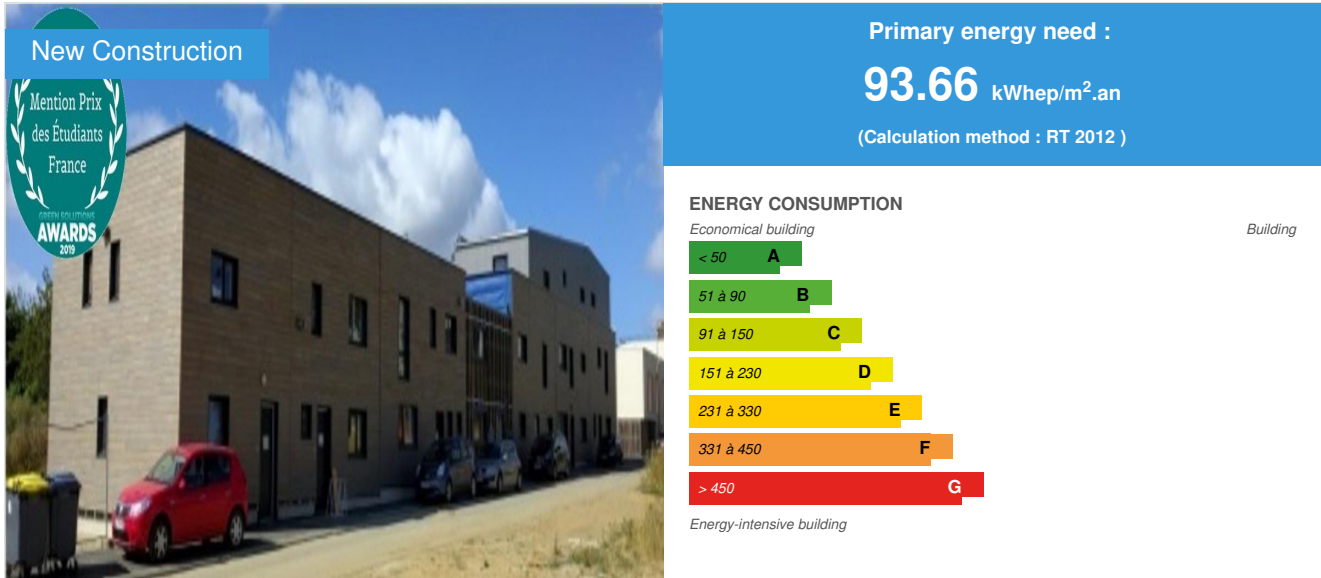 New Construction
Mention Prix
des Étudiants
France
GREEN SOLUTIONS
AWARDS
2019
Primary energy need :
93.66 kWhep/m².an
(Calculation method : RT 2012 )
ENERGY CONSUMPTION
Economical building Building
< 50 A
51 à 90 B
91 à 150 C
151 à 230 D
231 à 330 E
331 à 450 F
> 450 G
Energy-intensive building